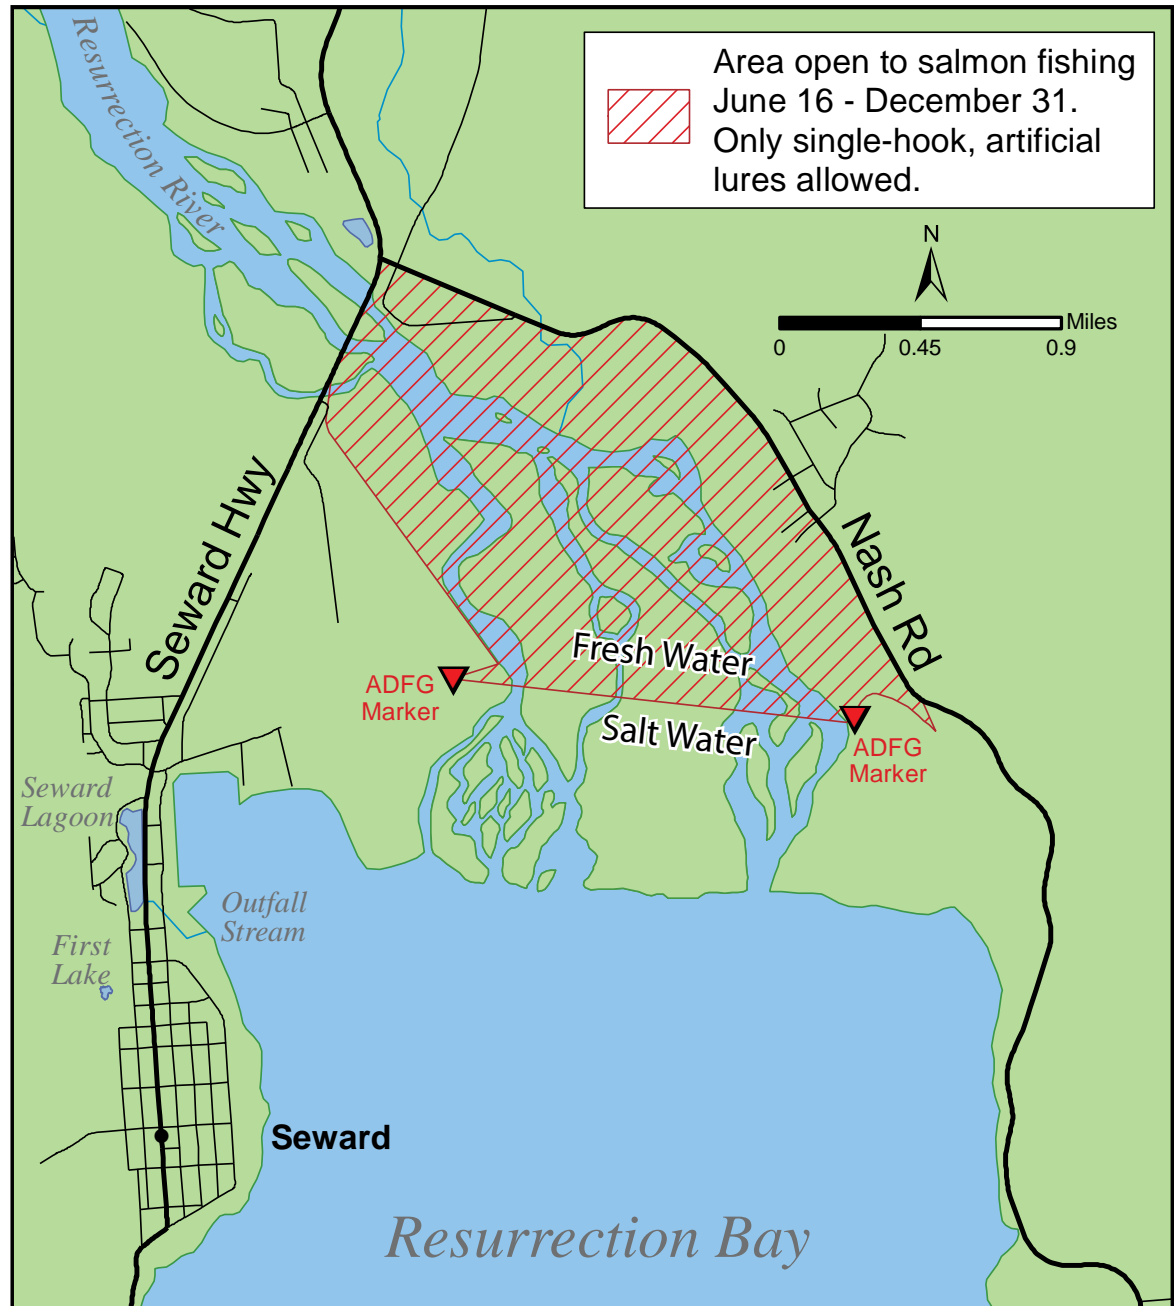 Resurrection River
Area open to salmon fishing
June 16 - December 31.
Only single-hook, artificial
lures allowed.
N
Miles
0 0.45 0.9
Seward Hwy
Nash Rd
Fresh Water
ADFG
Marker
Salt Water
ADFG
Marker
Seward
Lagoon
Outfall
Stream
First
Lake
Seward
Resurrection Bay